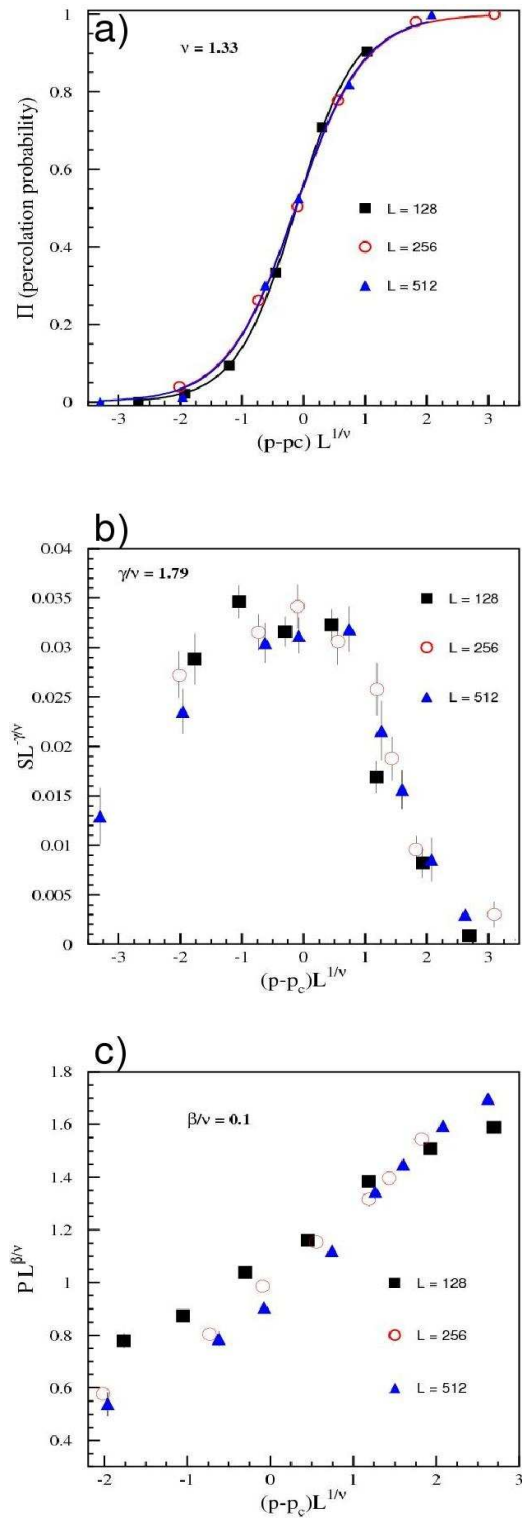 a)
ν = 1.33
Π (percolation probability)
1
0.8
0.6
0.4
0.2
0
L = 128
L = 256
L = 512
-3 -2 -1 0 1 2 3
(p-pc) L^{1/ν}
b)
γ/ν = 1.79
SL^{-γ/ν}
0.04
0.035
0.03
0.025
0.02
0.015
0.01
0.005
0
L = 128
L = 256
L = 512
-3 -2 -1 0 1 2 3
(p-p_c)L^{1/ν}
c)
β/ν = 0.1
PL^{β/ν}
1.8
1.6
1.4
1.2
1
0.8
0.6
0.4
L = 128
L = 256
L = 512
-2 -1 0 1 2 3
(p-p_c)L^{1/ν}